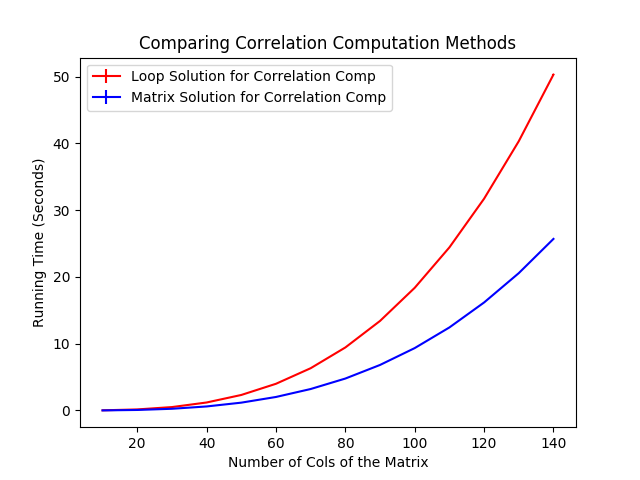 Comparing Correlation Computation Methods
Loop Solution for Correlation Comp
Matrix Solution for Correlation Comp
Running Time (Seconds)
50
40
30
20
10
0
20 40 60 80 100 120 140
Number of Cols of the Matrix